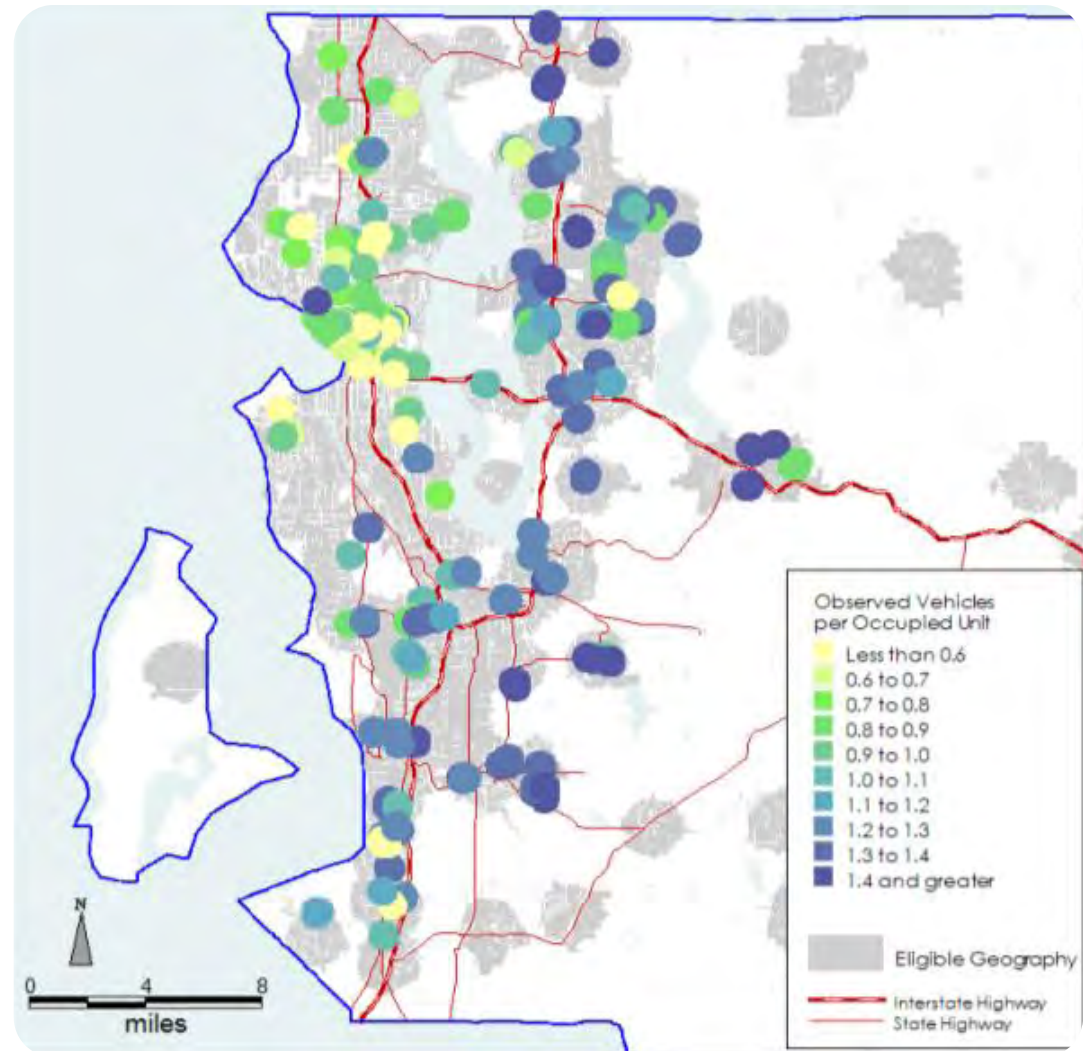 Observed Vehicles
per Occupied Unit
Less than 0.6
0.6 to 0.7
0.7 to 0.8
0.8 to 0.9
0.9 to 1.0
1.0 to 1.1
1.1 to 1.2
1.2 to 1.3
1.3 to 1.4
1.4 and greater
Eligible Geography
Interstate Highway
State Highway
N
0 4 8
miles